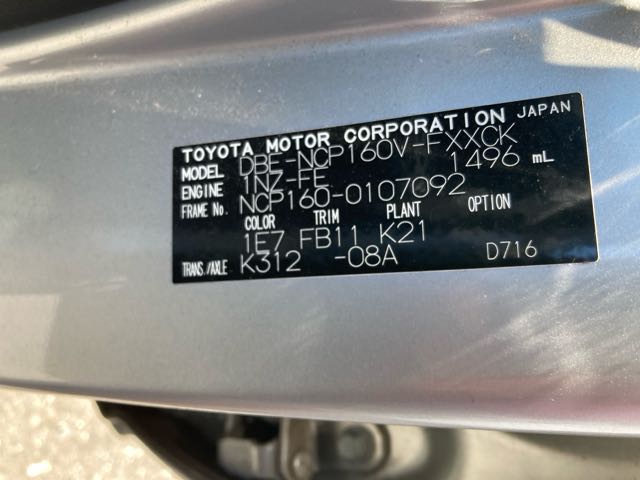 TOYOTA MOTOR CORPORATION JAPAN
MODEL DBE-NCP160V-FXXCK
ENGINE 1NZ-FE 1496 mL
FRAME No. NCP160-0107092
COLOR TRIM PLANT OPTION
1E7 FB11 K21
TRANS./AXLE K312 -08A D716